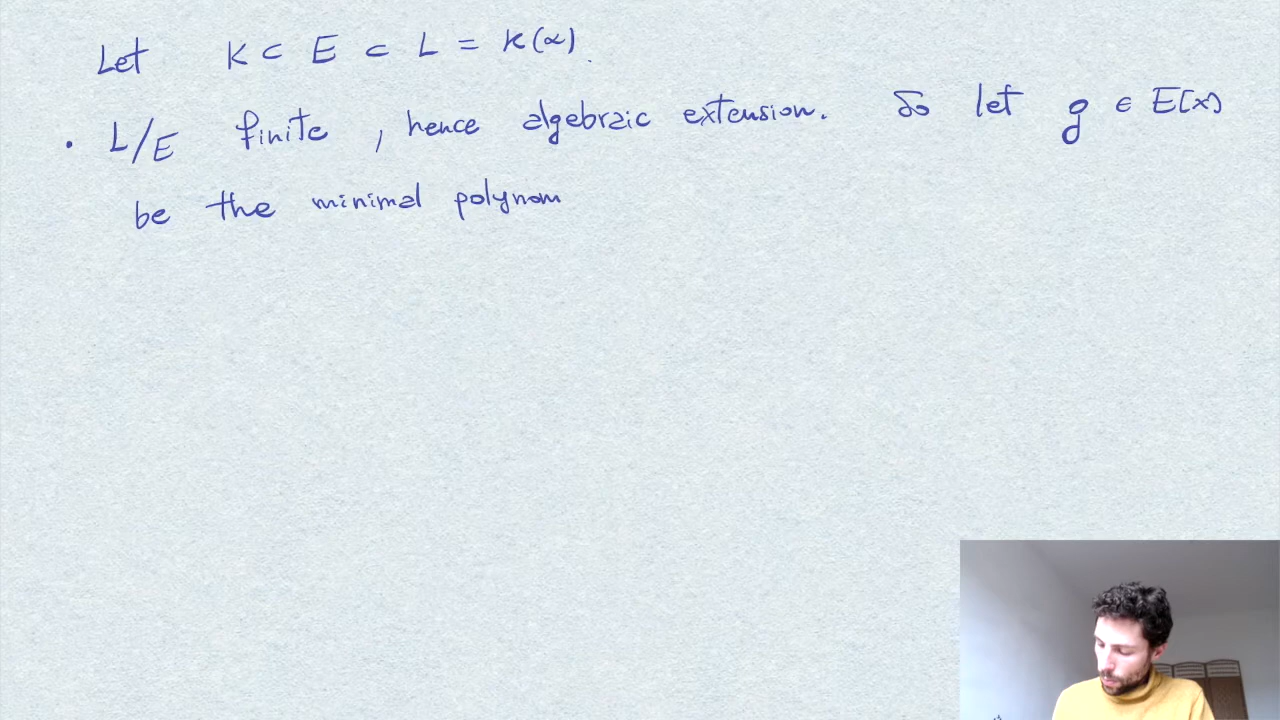 Let K ⊂ E ⊂ L = K(α).
• L/E finite, hence algebraic extension. So let g ∈ E[x]
be the minimal polynom